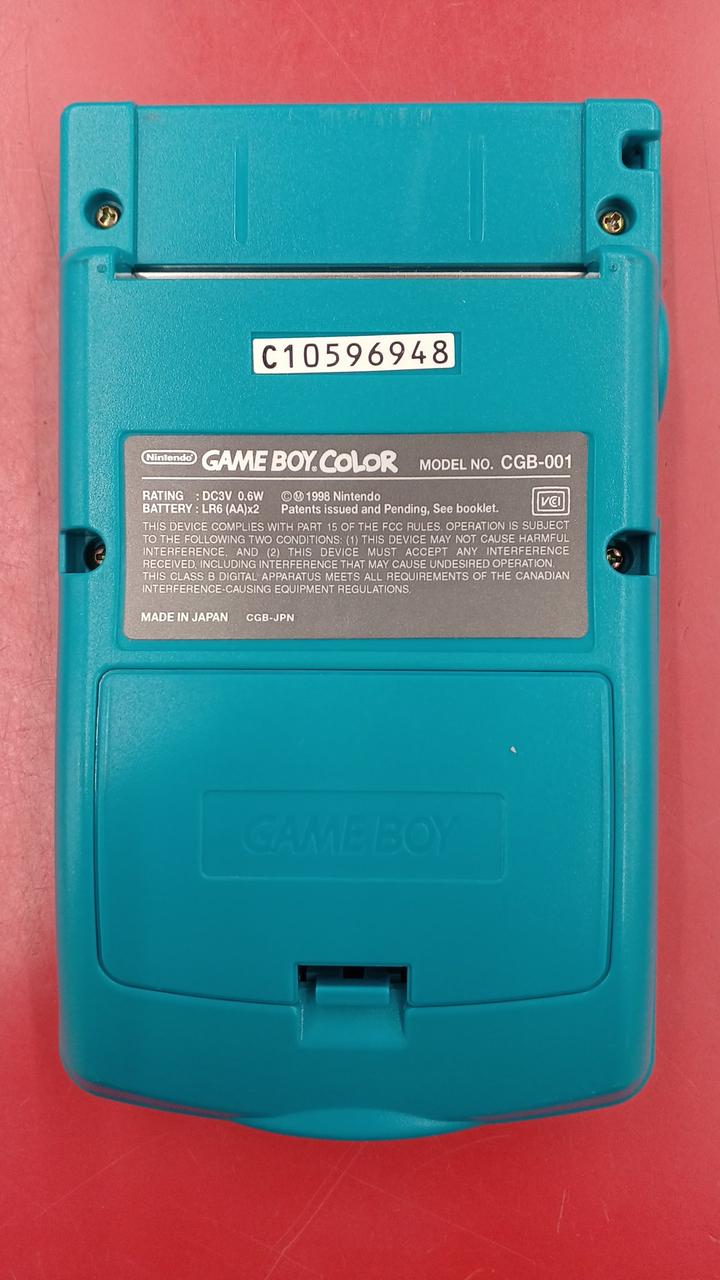 C10596948
Nintendo GAME BOY COLOR MODEL NO. CGB-001
RATING : DC3V 0.6W ©Ⓜ1998 Nintendo
BATTERY : LR6 (AA)x2 Patents issued and Pending, See booklet.
VCI
THIS DEVICE COMPLIES WITH PART 15 OF THE FCC RULES. OPERATION IS SUBJECT
TO THE FOLLOWING TWO CONDITIONS: (1) THIS DEVICE MAY NOT CAUSE HARMFUL
INTERFERENCE, AND (2) THIS DEVICE MUST ACCEPT ANY INTERFERENCE
RECEIVED, INCLUDING INTERFERENCE THAT MAY CAUSE UNDESIRED OPERATION.
THIS CLASS B DIGITAL APPARATUS MEETS ALL REQUIREMENTS OF THE CANADIAN
INTERFERENCE-CAUSING EQUIPMENT REGULATIONS.
MADE IN JAPAN CGB-JPN
GAME BOY